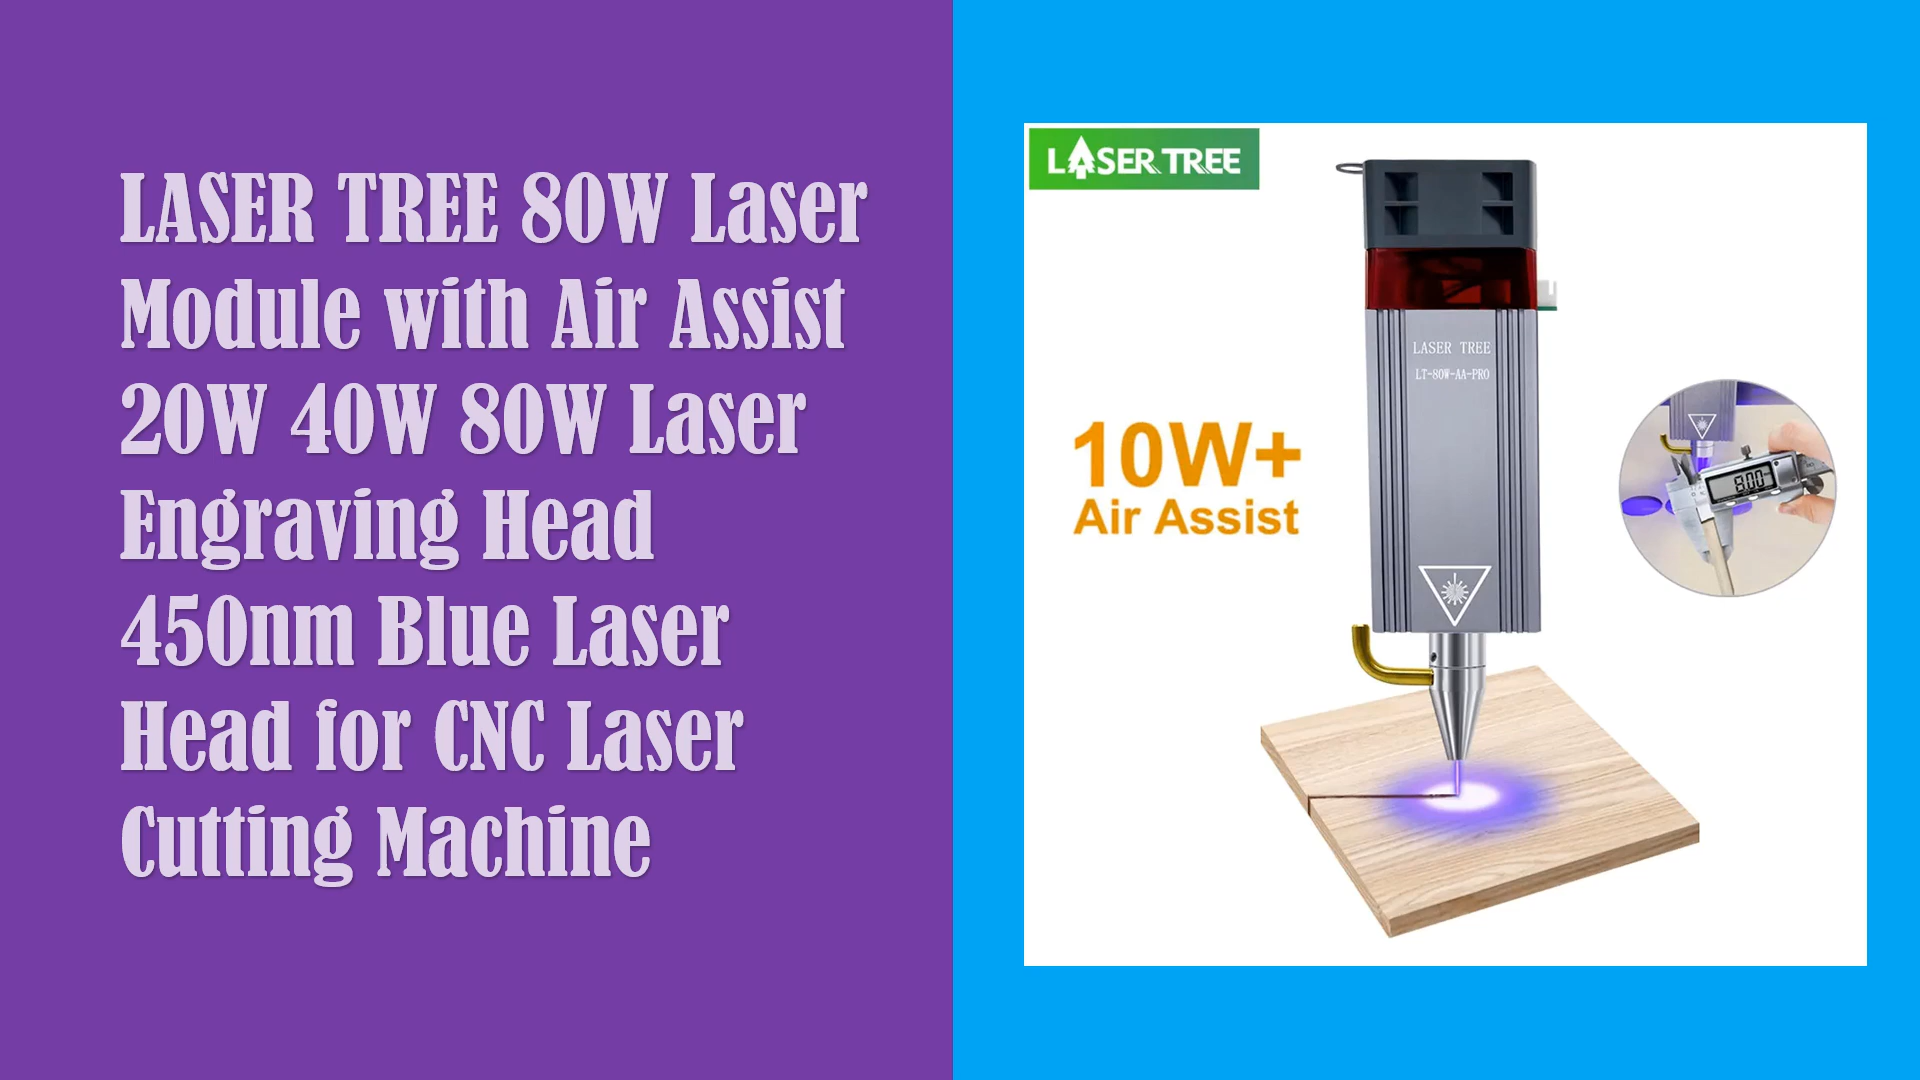 LASER TREE 80W Laser
Module with Air Assist
20W 40W 80W Laser
Engraving Head
450nm Blue Laser
Head for CNC Laser
Cutting Machine
LASER TREE
LASER TREE
LT-80W-AA-PRO
10W+
Air Assist
8.00